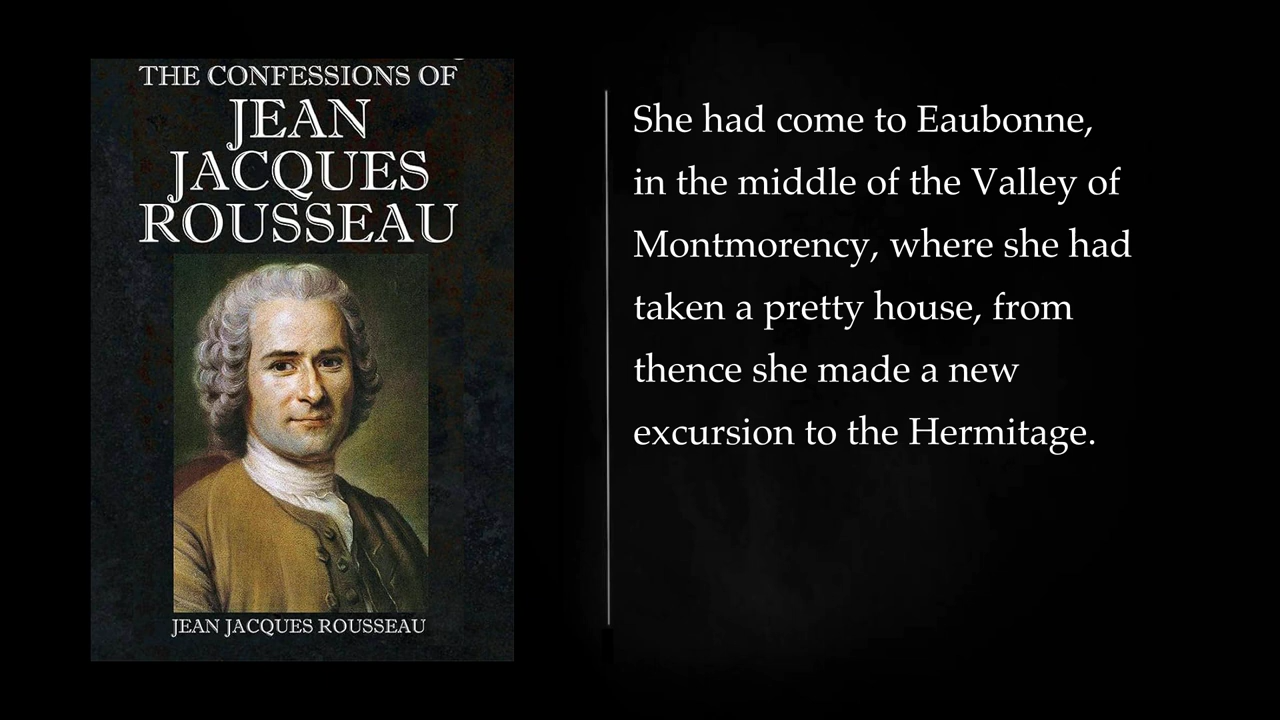 THE CONFESSIONS OF
JEAN
JACQUES
ROUSSEAU
JEAN JACQUES ROUSSEAU
She had come to Eaubonne,
in the middle of the Valley of
Montmorency, where she had
taken a pretty house, from
thence she made a new
excursion to the Hermitage.